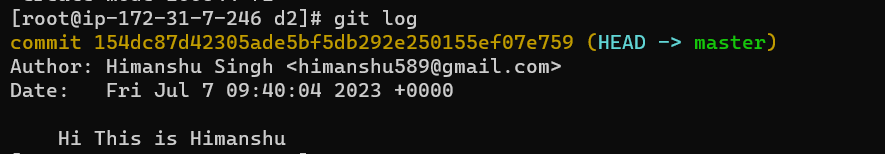 [root@ip-172-31-7-246 d2]# git log
commit 154dc87d42305ade5bf5db292e250155ef07e759 (HEAD -> master)
Author: Himanshu Singh <himanshu589@gmail.com>
Date:   Fri Jul 7 09:40:04 2023 +0000
    Hi This is Himanshu